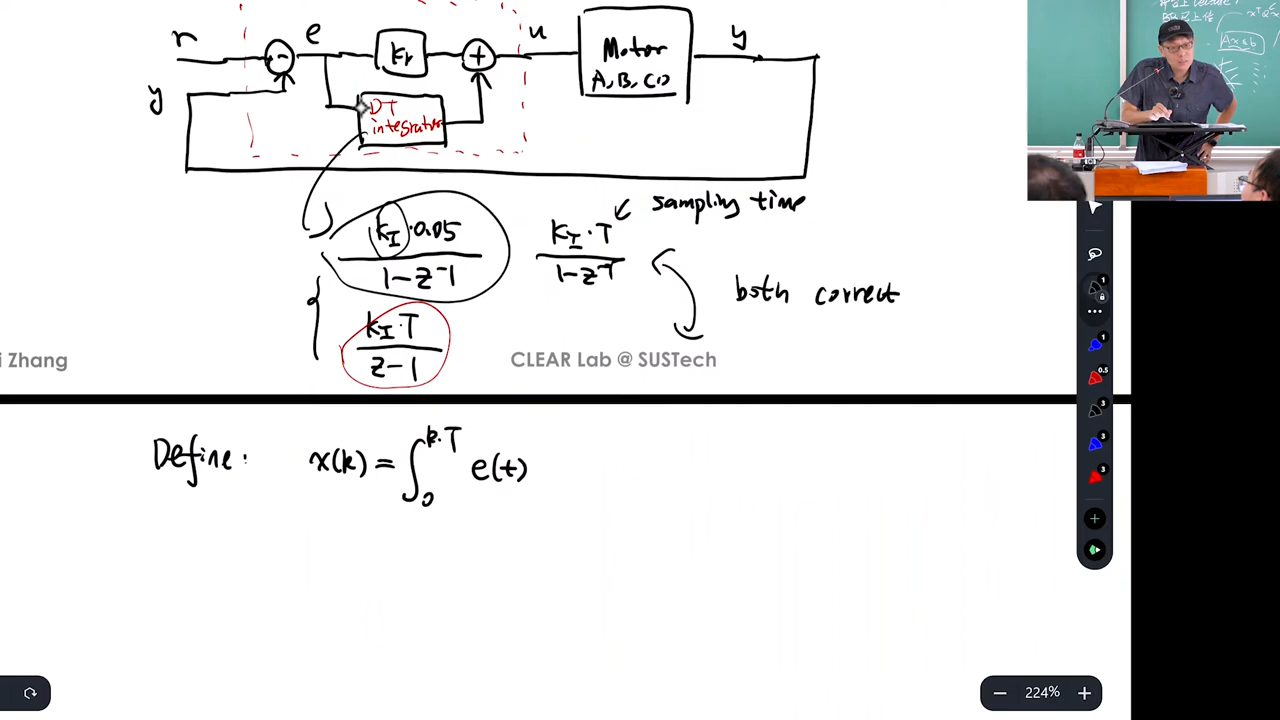 r e kp + u Motor y
A, B, C, D
y - DT
integrator
sampling time
kI · 0.05 KI · T
1 - z^-1 1 - z^-1
both correct
kI · T
z - 1
i Zhang CLEAR Lab @ SUSTech
Define: x(k) = ∫_0^{k·T} e(t)
224%